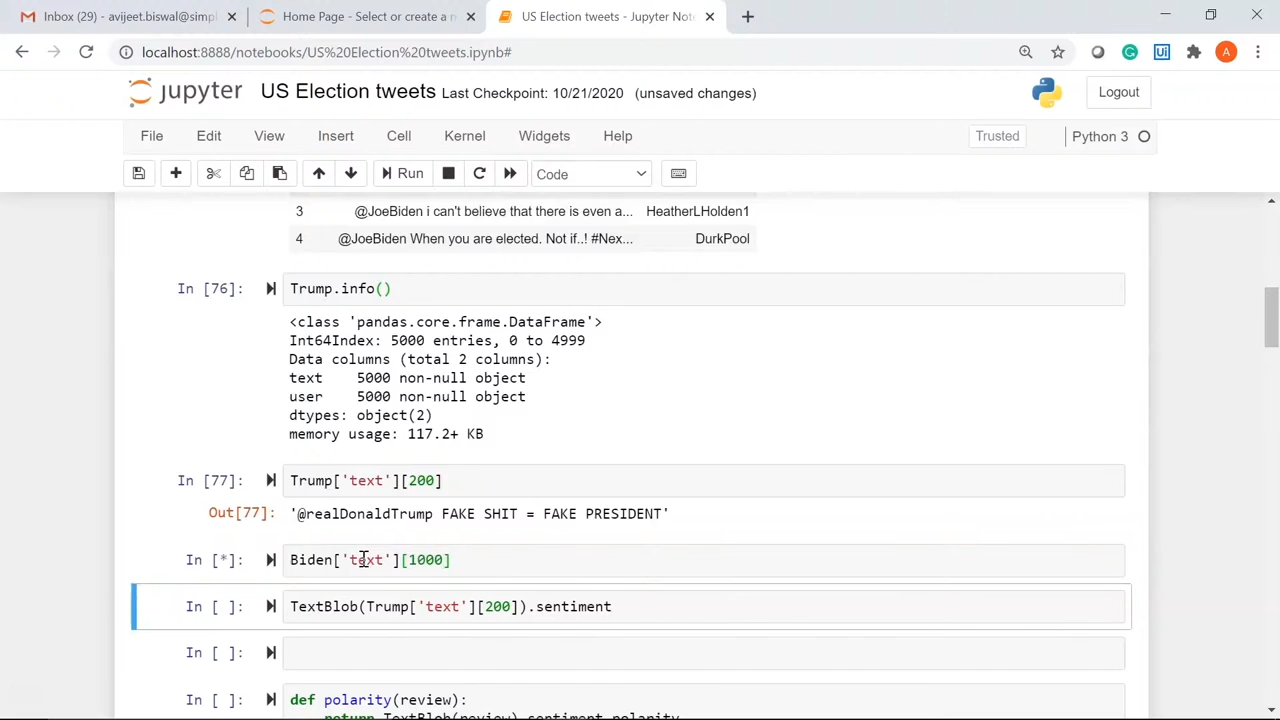 Inbox (29) - avijeet.biswal@simpl
Home Page - Select or create a n
US Election tweets - Jupyter Not
localhost:8888/notebooks/US%20Election%20tweets.ipynb#
Ui
A
jupyter US Election tweets Last Checkpoint: 10/21/2020 (unsaved changes)
Logout
File Edit View Insert Cell Kernel Widgets Help
Trusted
Python 3
Run
Code
3 @JoeBiden i can't believe that there is even a... HeatherLHolden1
4 @JoeBiden When you are elected. Not if..! #Nex... DurkPool
In [76]: Trump.info()
<class 'pandas.core.frame.DataFrame'>
Int64Index: 5000 entries, 0 to 4999
Data columns (total 2 columns):
text 5000 non-null object
user 5000 non-null object
dtypes: object(2)
memory usage: 117.2+ KB
In [77]: Trump['text'][200]
Out[77]: '@realDonaldTrump FAKE SHIT = FAKE PRESIDENT'
In [*]: Biden['text'][1000]
In [ ]: TextBlob(Trump['text'][200]).sentiment
In [ ]:
In [ ]: def polarity(review):
return TextBlob(review).sentiment.polarity